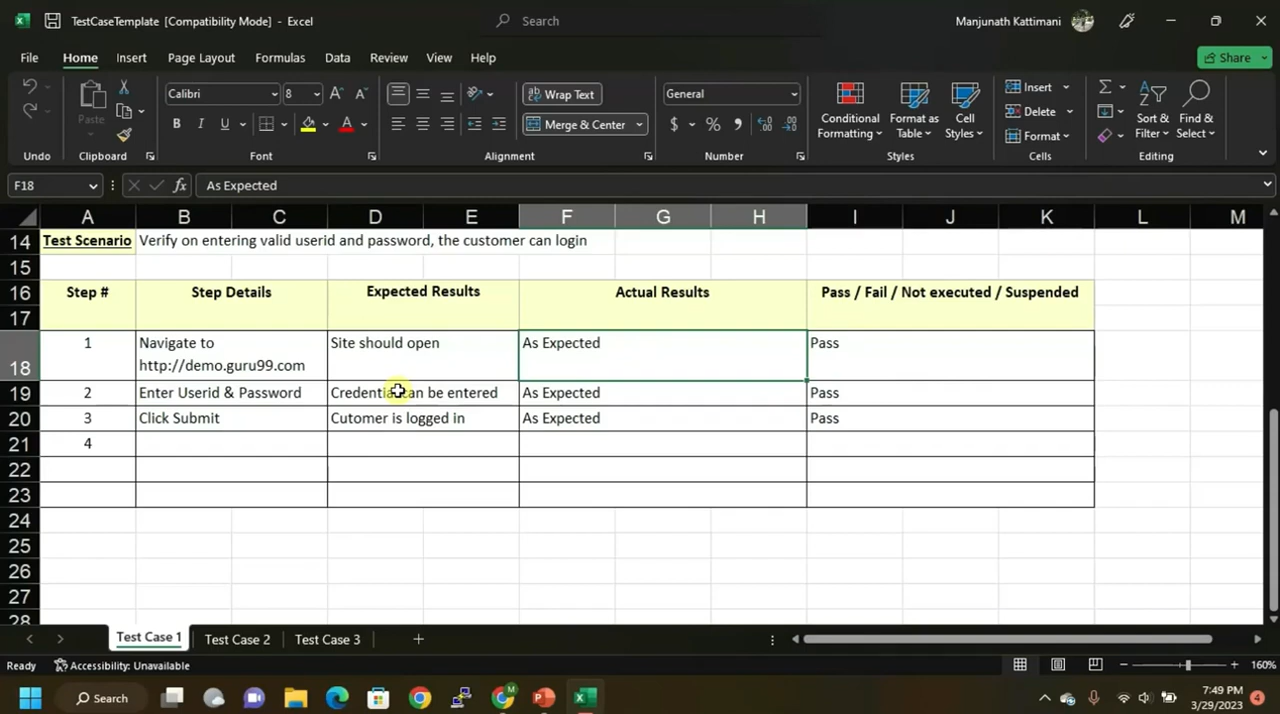 TestCaseTemplate [Compatibility Mode] - Excel
Search
Manjunath Kattimani
File Home Insert Page Layout Formulas Data Review View Help
Share
Calibri 8
Wrap Text
General
Paste
B I U
Merge & Center
$ % ,
Conditional Formatting
Format as Table
Cell Styles
Insert
Delete
Format
Sort & Filter
Find & Select
Undo Clipboard Font Alignment Number Styles Cells Editing
F18 fx As Expected
A B C D E F G H I J K L M
14 Test Scenario Verify on entering valid userid and password, the customer can login
15
16 Step # Step Details Expected Results Actual Results Pass / Fail / Not executed / Suspended
17
18 1 Navigate to http://demo.guru99.com Site should open As Expected Pass
19 2 Enter Userid & Password Credential can be entered As Expected Pass
20 3 Click Submit Cutomer is logged in As Expected Pass
21 4
22
23
24
25
26
27
28
Test Case 1 Test Case 2 Test Case 3
Ready Accessibility: Unavailable 160%
Search
7:49 PM
3/29/2023
4